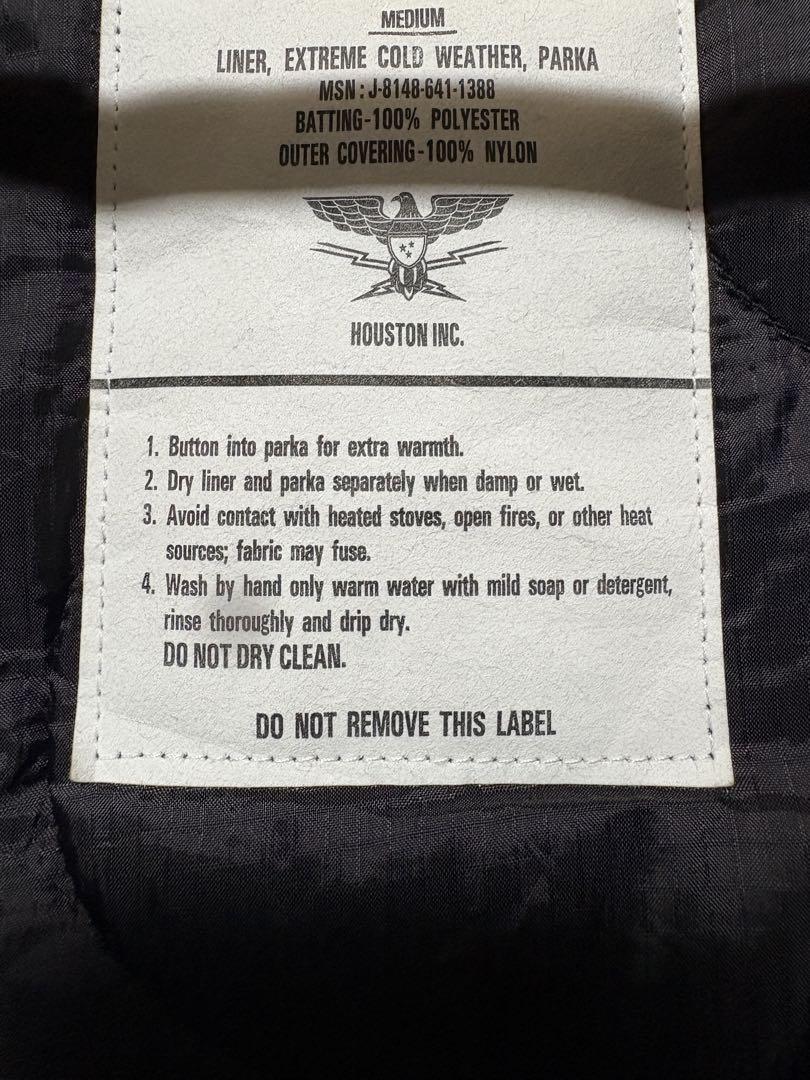 MEDIUM
LINER, EXTREME COLD WEATHER, PARKA
MSN : J-8148-641-1388
BATTING-100% POLYESTER
OUTER COVERING-100% NYLON
HOUSTON INC.
1. Button into parka for extra warmth.
2. Dry liner and parka separately when damp or wet.
3. Avoid contact with heated stoves, open fires, or other heat
sources; fabric may fuse.
4. Wash by hand only warm water with mild soap or detergent,
rinse thoroughly and drip dry.
DO NOT DRY CLEAN.
DO NOT REMOVE THIS LABEL